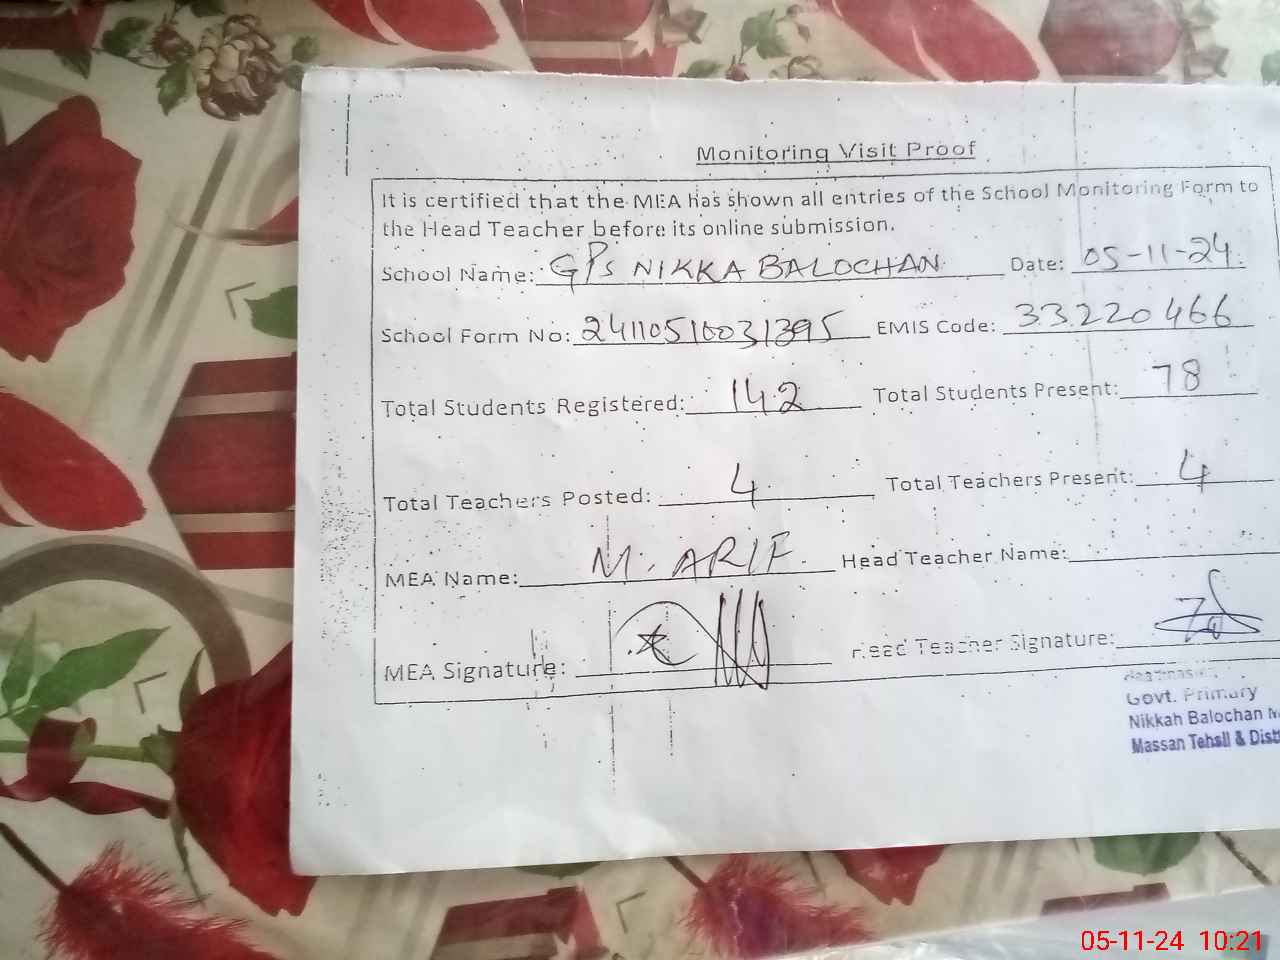 Monitoring Visit Proof
It is certified that the MEA has shown all entries of the School Monitoring Form to
the Head Teacher before its online submission.
School Name: GPS NIKKA BALOCHAN Date: 05-11-24
School Form No: 24110510031395 EMIS Code: 33220466
Total Students Registered: 142 Total Students Present: 78
Total Teachers Posted: 4 Total Teachers Present: 4
MEA Name: M. ARIF Head Teacher Name:
MEA Signature: Head Teacher Signature:
Govt. Primary
Nikkah Balochan
Massan Tehsil &
05-11-24 10:21